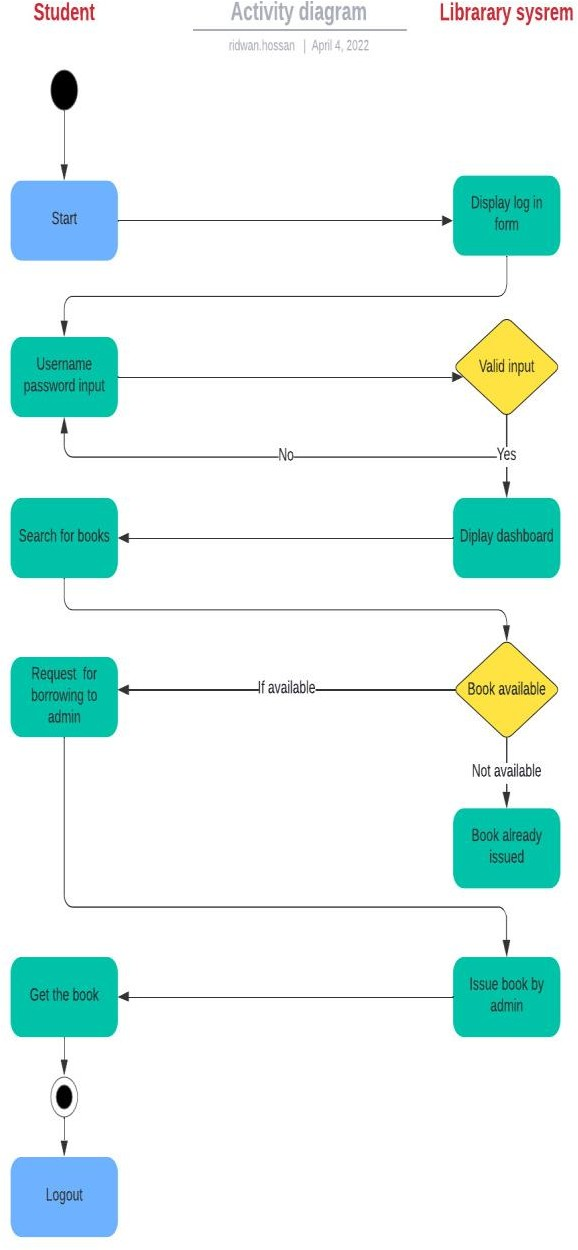 Student
Activity diagram
Librarary sysrem
ridwan.hossan | April 4, 2022
Start
Display log in
form
Username
password input
Valid input
No
Yes
Search for books
Diplay dashboard
Request for
borrowing to
admin
If available
Book available
Not available
Book already
issued
Get the book
Issue book by
admin
Logout